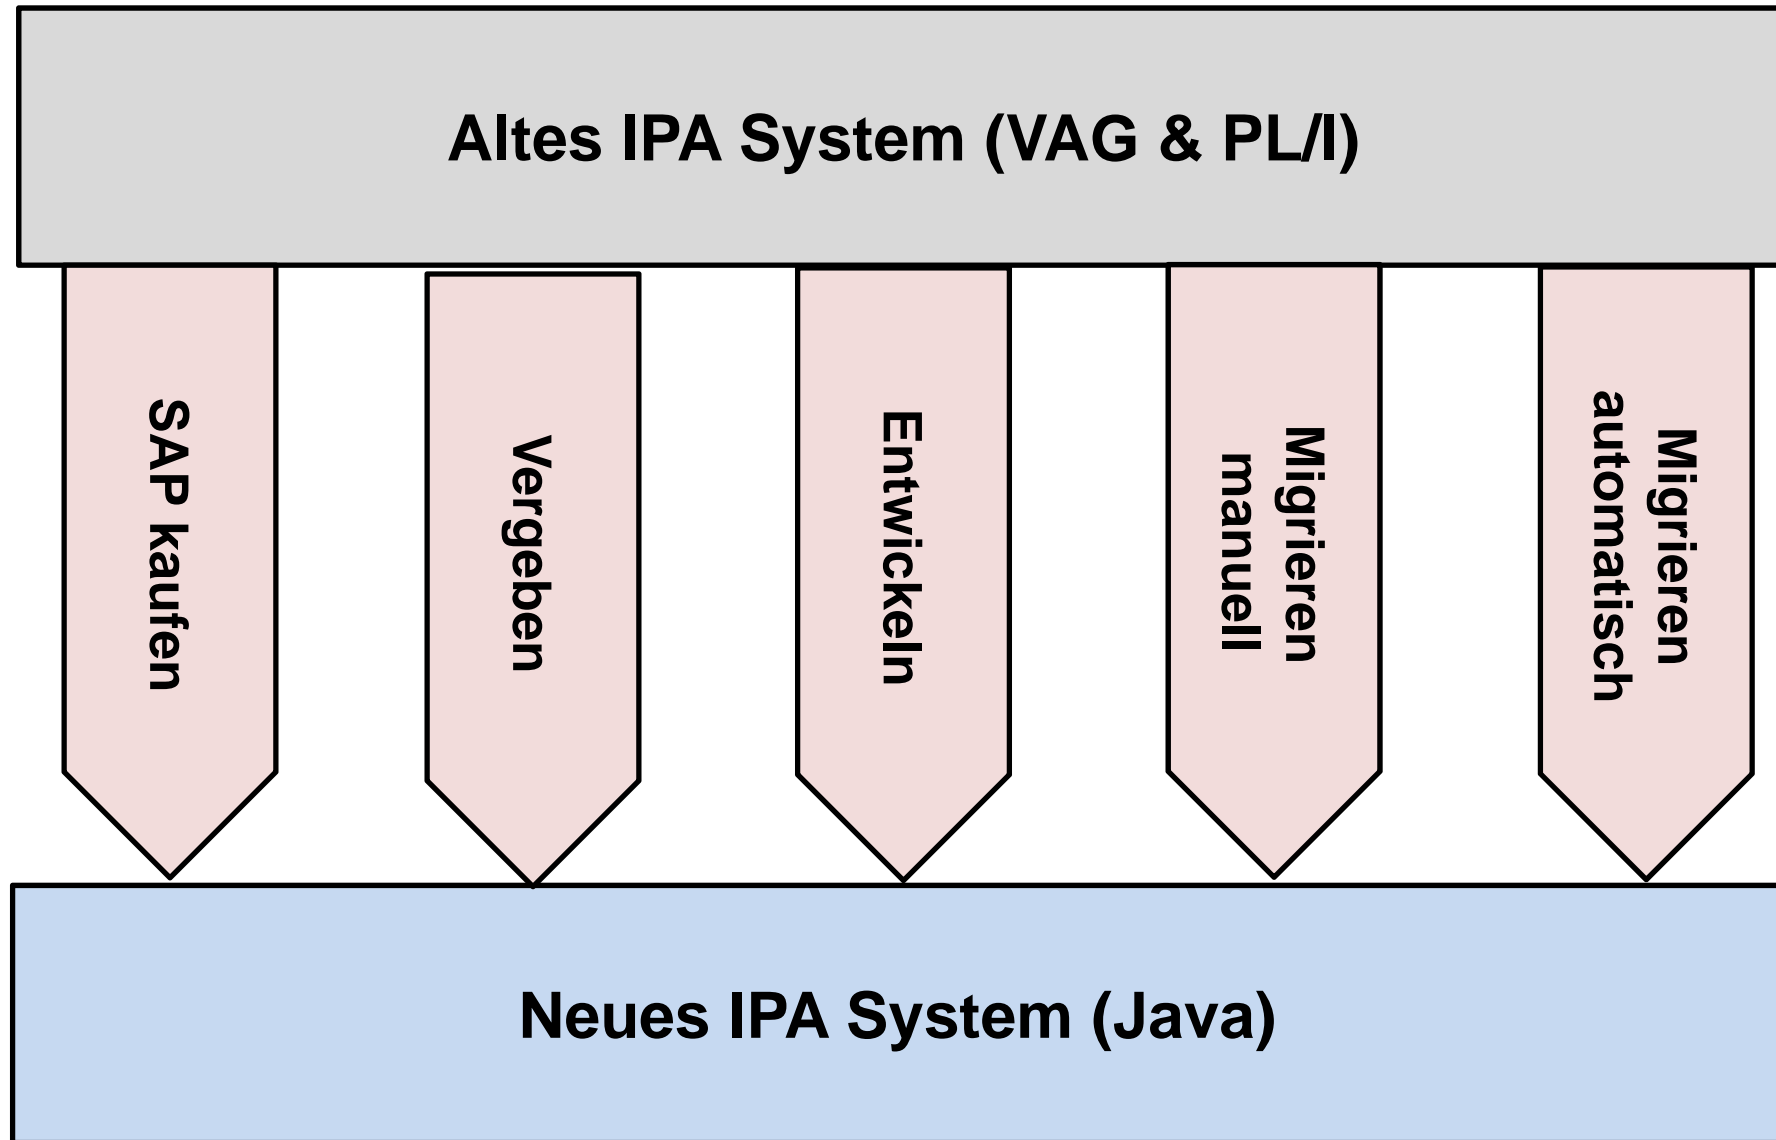 Altes IPA System (VAG & PL/I)
SAP kaufen
Vergeben
Entwickeln
Migrieren
manuell
Migrieren
automatisch
Neues IPA System (Java)